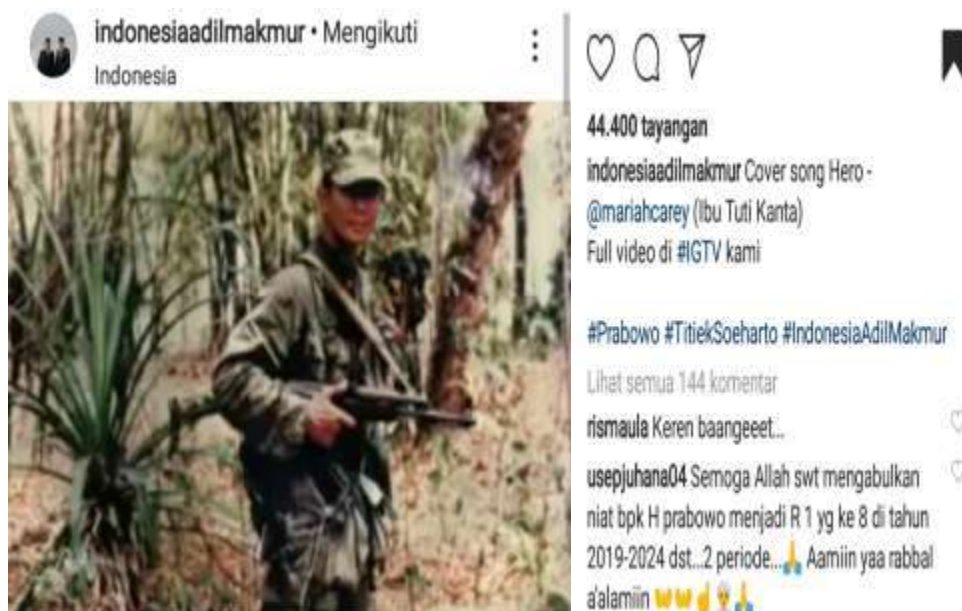 indonesiaadilmakmur • Mengikuti
Indonesia
44.400 tayangan
indonesiaadilmakmur Cover song Hero -
@mariahcarey (Ibu Tuti Kanta)
Full video di #IGTV kami
#Prabowo #TitiekSoeharto #IndonesiaAdilMakmur
Lihat semua 144 komentar
rismaula Keren baangeeet...
usepjuhana04 Semoga Allah swt mengabulkan
niat bpk H prabowo menjadi R 1 yg ke 8 di tahun
2019-2024 dst...2 periode...🙏 Aamiin yaa rabbal
a'alamiin 🤲🤲☝️👳🙏